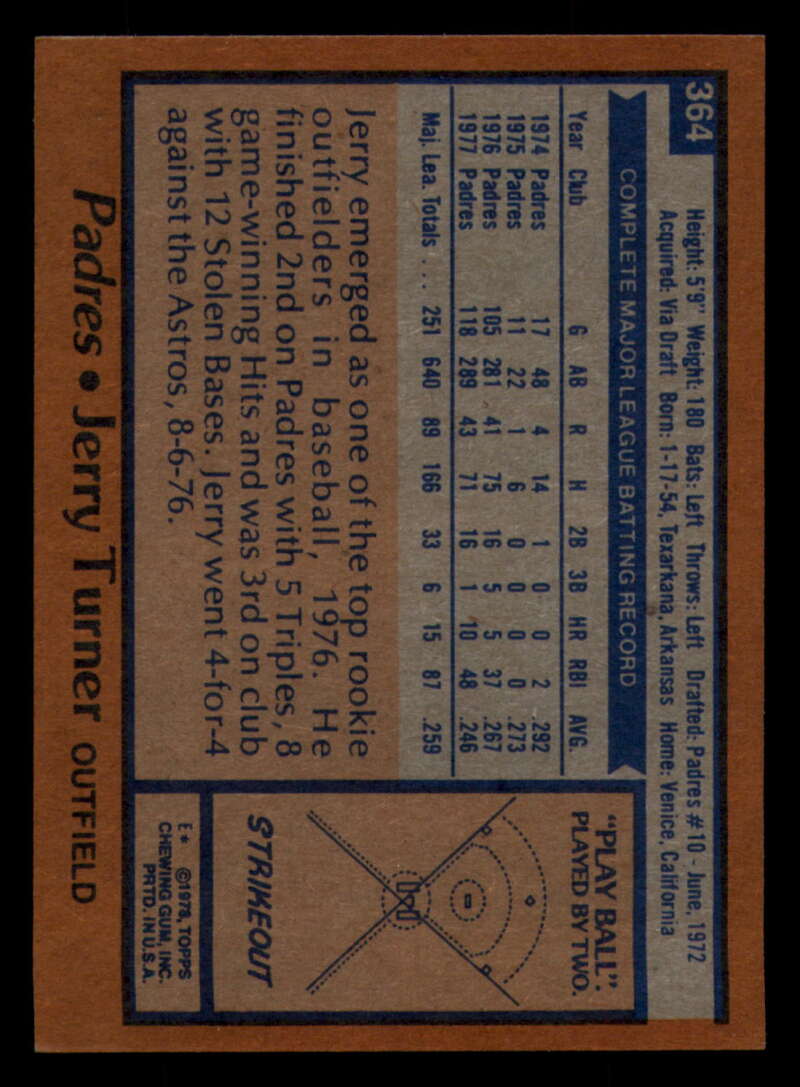 364
Height: 5'9" Weight: 180 Bats: Left Throws: Left Drafted: Padres #10 - June, 1972
Acquired: Via Draft Born: 1-17-54, Texarkana, Arkansas Home: Venice, California
COMPLETE MAJOR LEAGUE BATTING RECORD
Year Club G AB R H 2B 3B HR RBI AVG.
1974 Padres 17 48 4 14 1 0 0 2 .292
1975 Padres 11 22 1 6 0 0 0 0 .273
1976 Padres 105 281 41 75 16 5 5 37 .267
1977 Padres 118 289 43 71 16 1 10 48 .246
Maj. Lea. Totals ... 251 640 89 166 33 6 15 87 .259
Jerry emerged as one of the top rookie
outfielders in baseball, 1976. He
finished 2nd on Padres with 5 Triples, 8
game-winning Hits and was 3rd on club
with 12 Stolen Bases. Jerry went 4-for-4
against the Astros, 8-6-76.
"PLAY BALL":
PLAYED BY TWO.
STRIKEOUT
E* ©1978, TOPPS
CHEWING GUM, INC.
PRTD. IN U.S.A.
Padres • Jerry Turner OUTFIELD